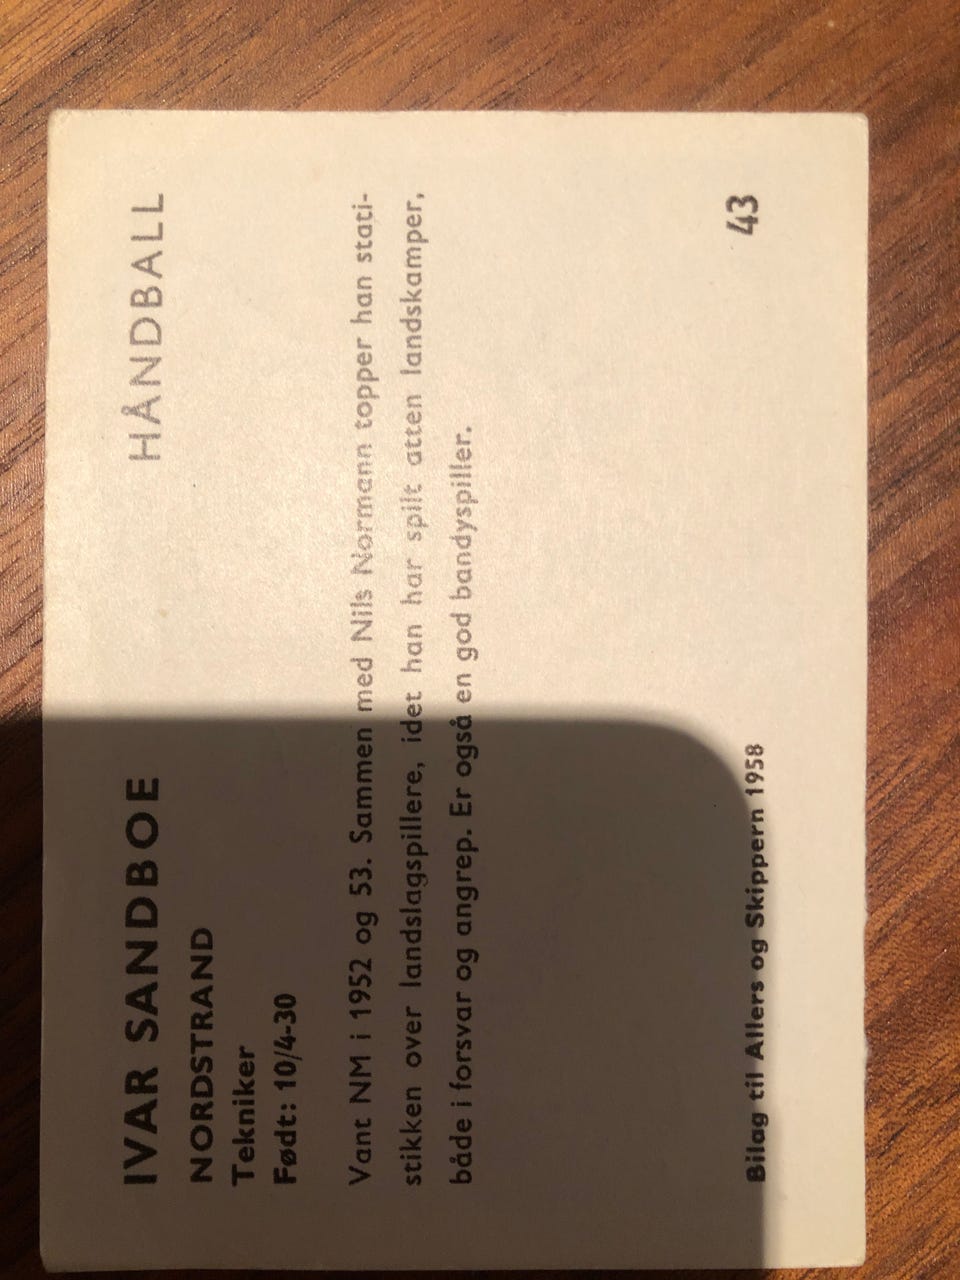 IVAR SANDBOE HÅNDBALL
NORDSTRAND
Tekniker
Født: 10/4-30
Vant NM i 1952 og 53. Sammen med Nils Normann topper han stati-
stikken over landslagspillere, idet han har spilt atten landskamper,
både i forsvar og angrep. Er også en god bandyspiller.
Bilag til Allers og Skippern 1958 43